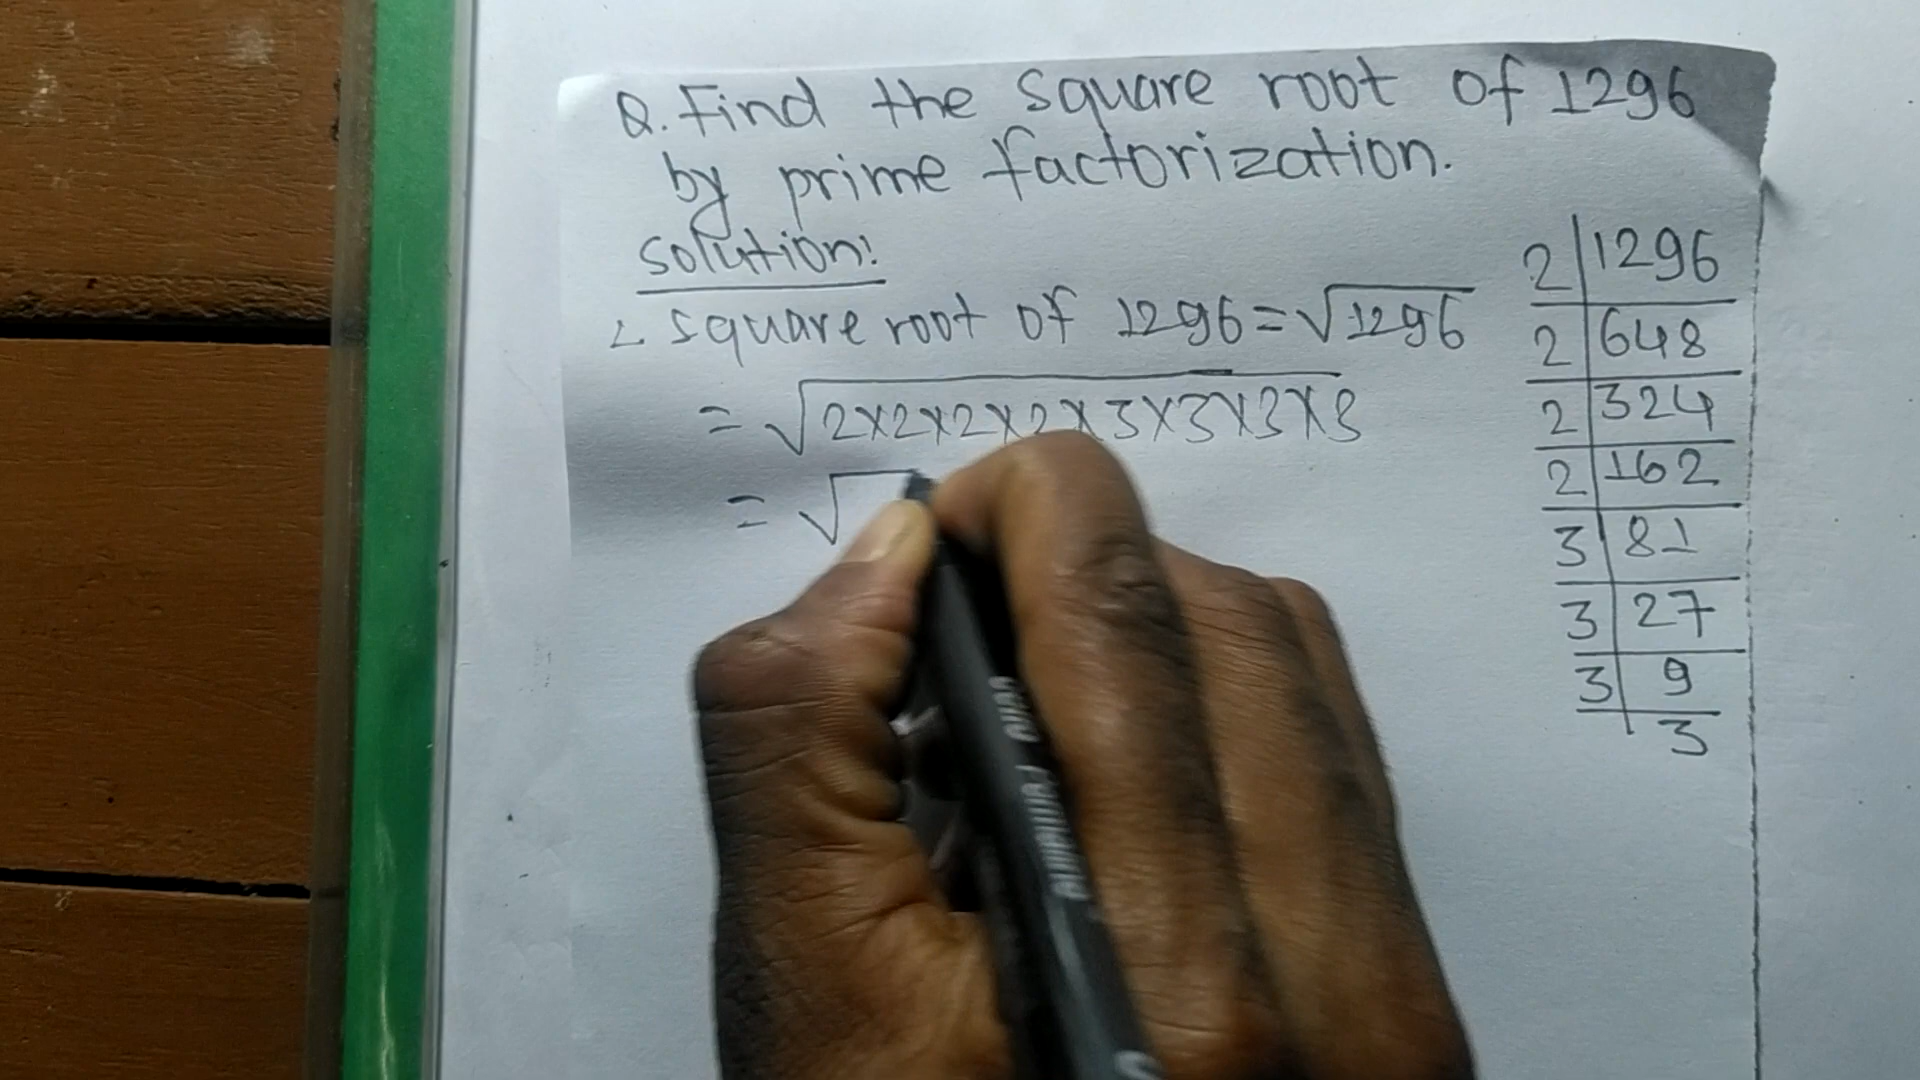 Q. Find the square root of 1296
by prime factorization.
solution:
square root of 1296 = √1296
= √2×2×2×2×3×3×3×3
= √
2 | 1296
2 | 648
2 | 324
2 | 162
3 | 81
3 | 27
3 | 9
3